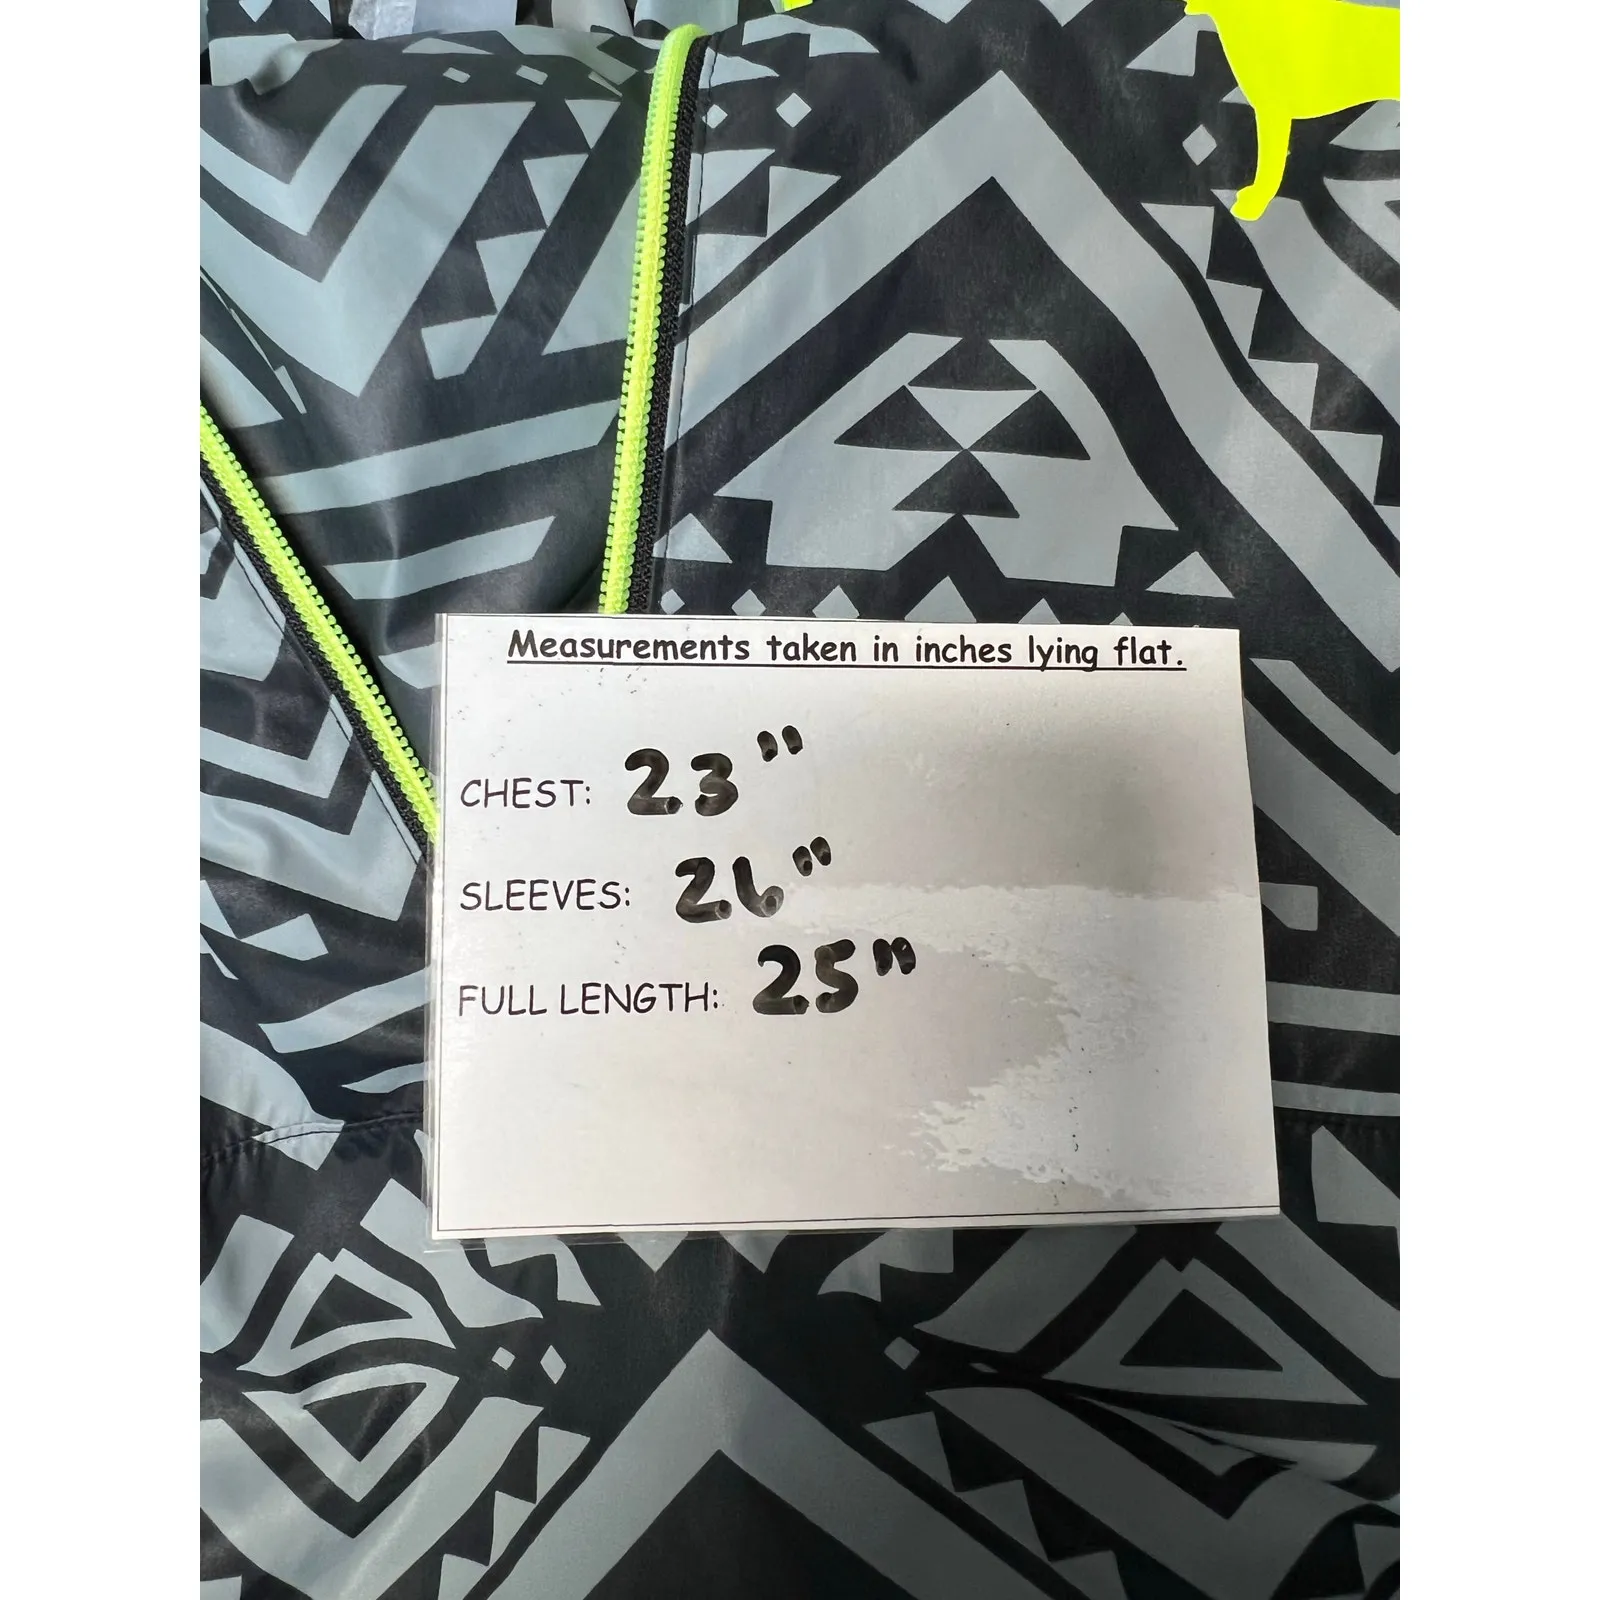 Measurements taken in inches lying flat.
CHEST: 23"
SLEEVES: 26"
FULL LENGTH: 25"